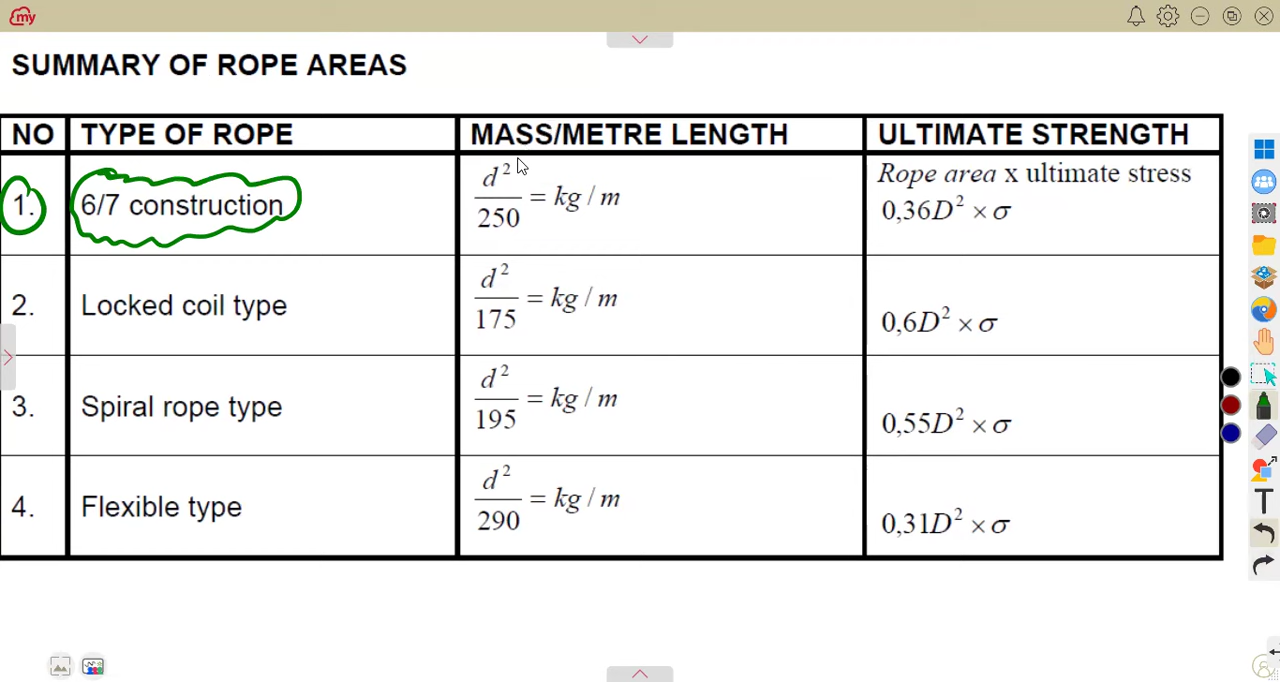 my
SUMMARY OF ROPE AREAS
NO TYPE OF ROPE MASS/METRE LENGTH ULTIMATE STRENGTH
1. 6/7 construction d²/250 = kg / m Rope area x ultimate stress
0,36D² × σ
2. Locked coil type d²/175 = kg / m 0,6D² × σ
3. Spiral rope type d²/195 = kg / m 0,55D² × σ
4. Flexible type d²/290 = kg / m 0,31D² × σ